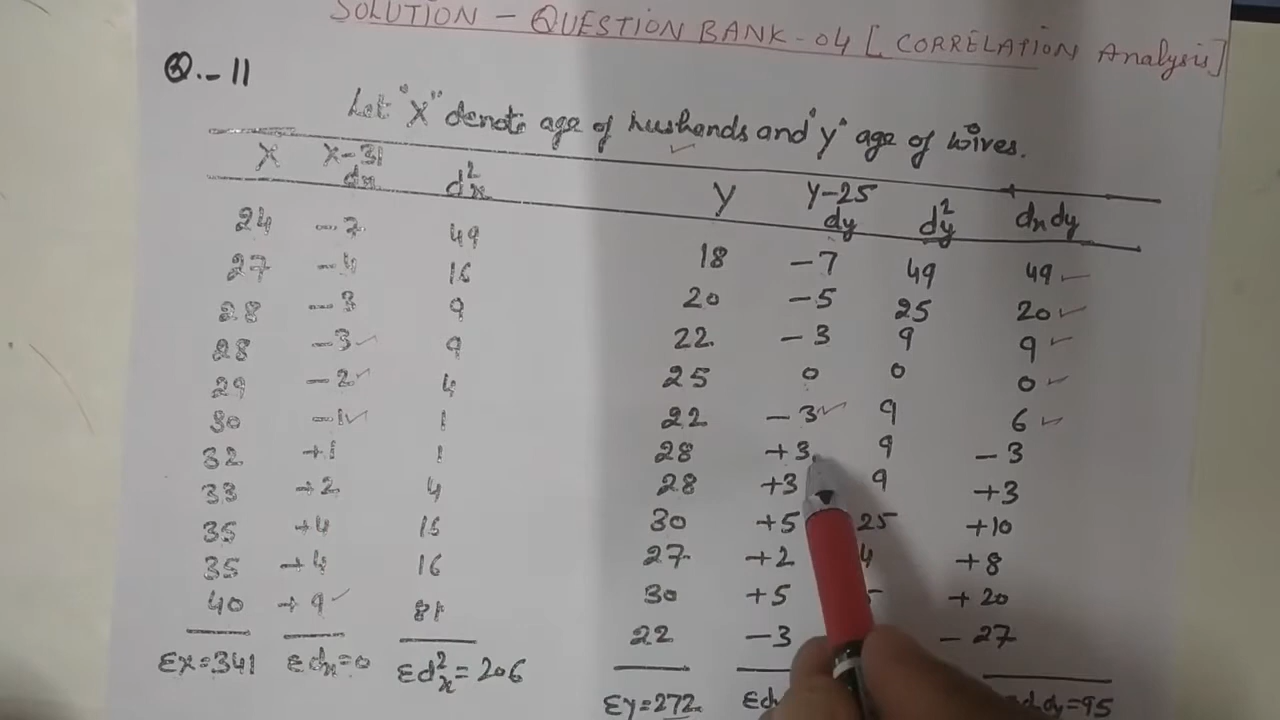 SOLUTION - QUESTION BANK-04 [CORRELATION Analysis]
Q.-11
Let "X" denote age of husbands and "y" age of wives.
X X-31 dx d²x Y Y-25 dy d²y dxdy
24 -7 49 18 -7 49 49
27 -4 16 20 -5 25 20
28 -3 9 22 -3 9 9
28 -3 9 25 0 0 0
29 -2 4 22 -3 9 6
30 -1 1 28 +3 9 -3
32 +1 1 28 +3 9 +3
33 +2 4 30 +5 25 +10
35 +4 16 27 +2 4 +8
35 +4 16 30 +5 +20
40 +9 81 22 -3 -27
Σx=341 Σdx=0 Σd²x=206 Σy=272 Σdy =95